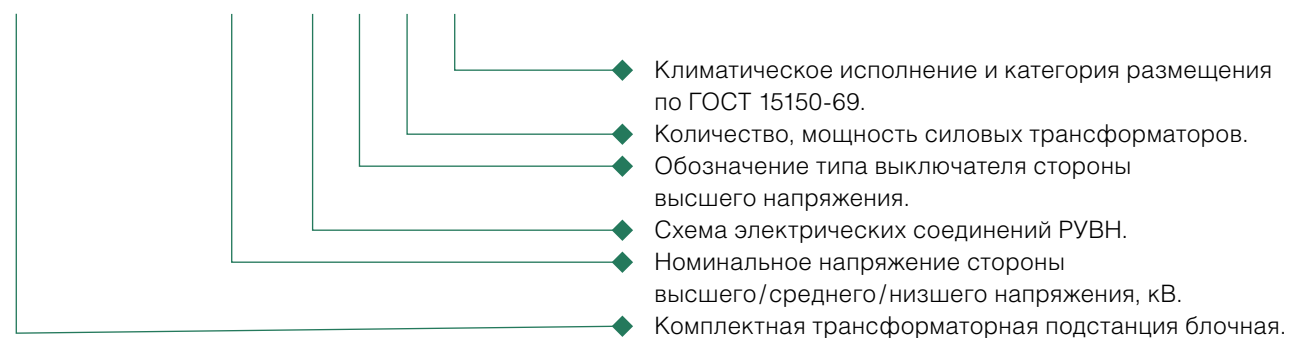 Климатическое исполнение и категория размещения
по ГОСТ 15150-69.
Количество, мощность силовых трансформаторов.
Обозначение типа выключателя стороны
высшего напряжения.
Схема электрических соединений РУВН.
Номинальное напряжение стороны
высшего/среднего/низшего напряжения, кВ.
Комплектная трансформаторная подстанция блочная.